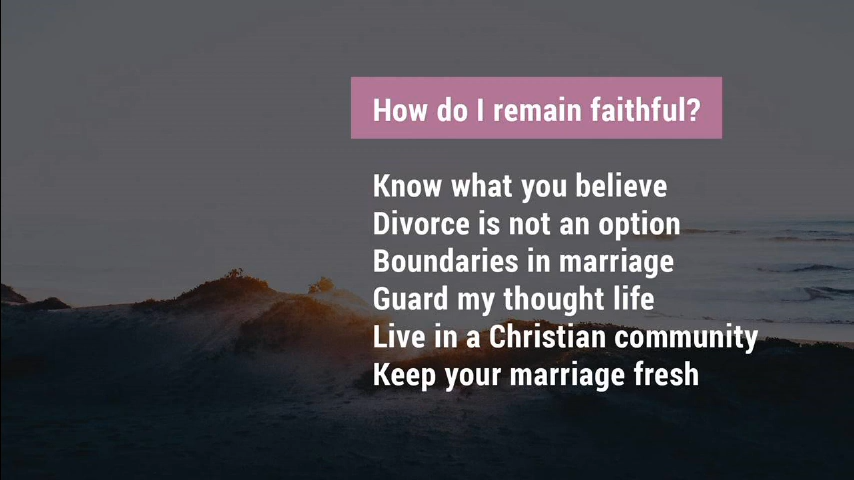 How do I remain faithful?
Know what you believe
Divorce is not an option
Boundaries in marriage
Guard my thought life
Live in a Christian community
Keep your marriage fresh